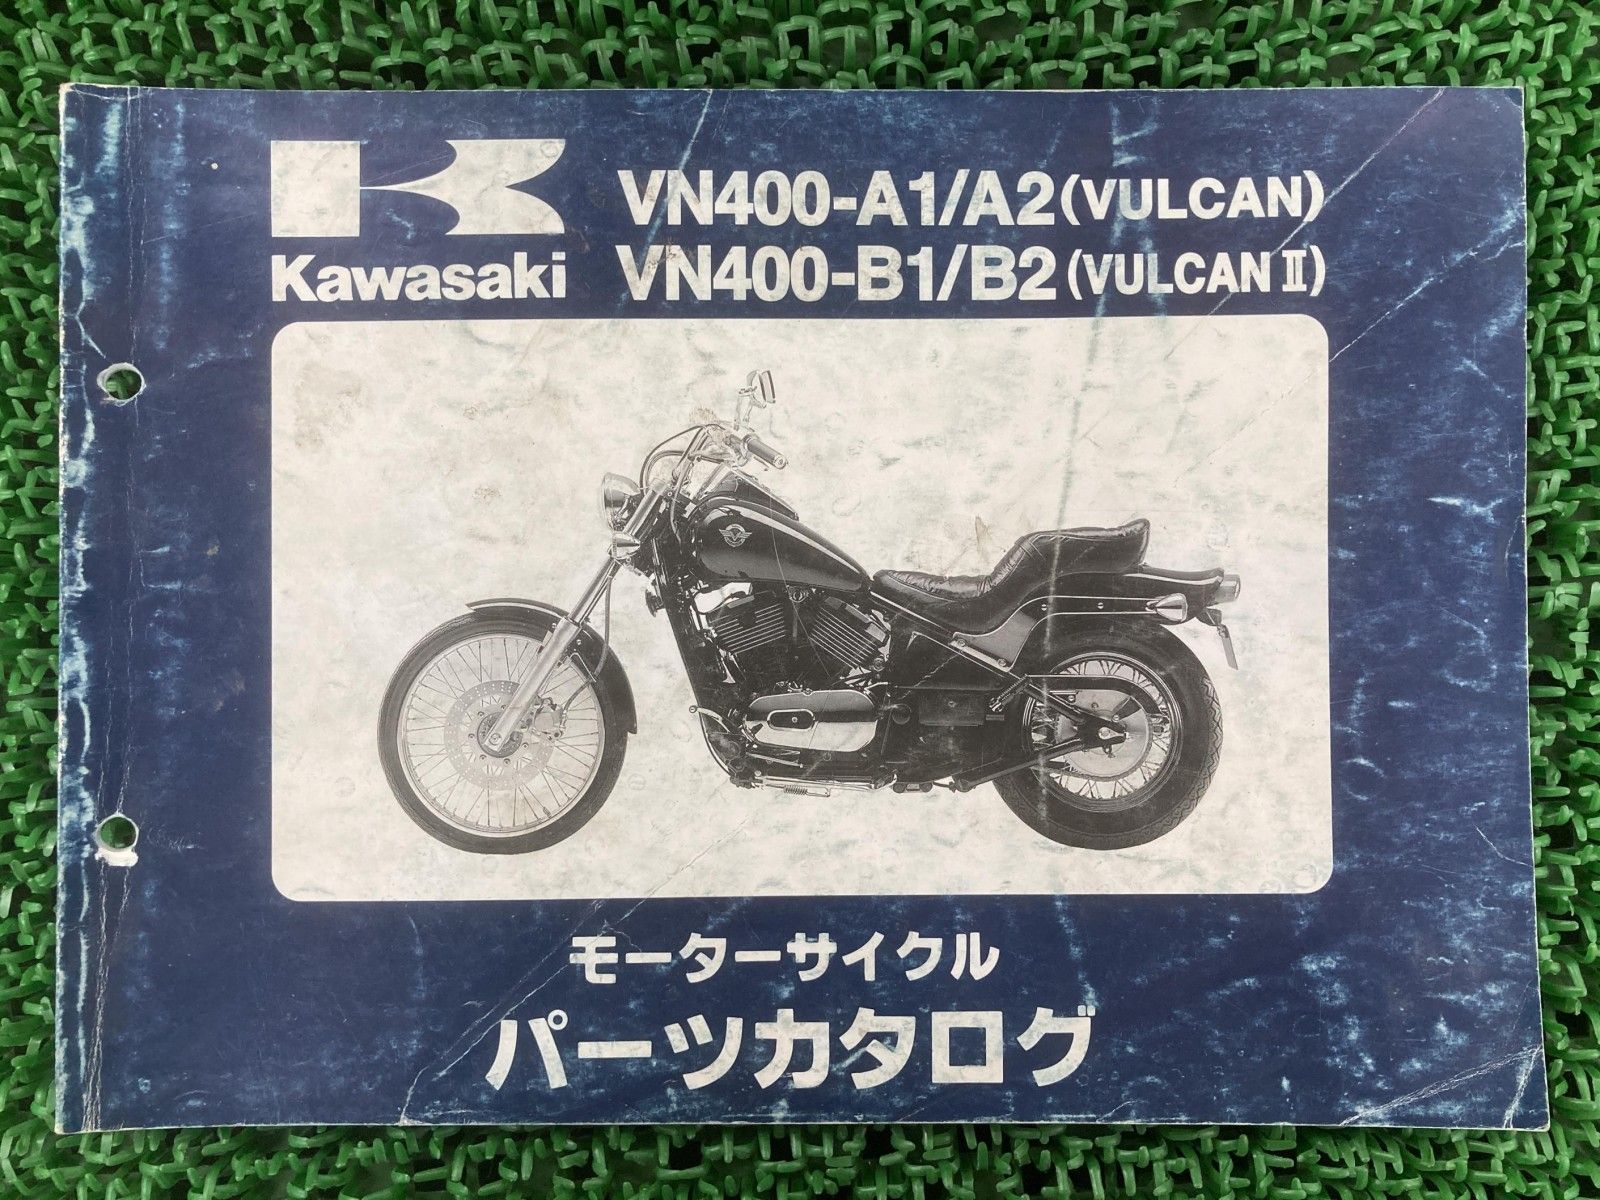 VN400-A1/A2(VULCAN)
Kawasaki
VN400-B1/B2(VULCANⅡ)
モーターサイクル
パーツカタログ